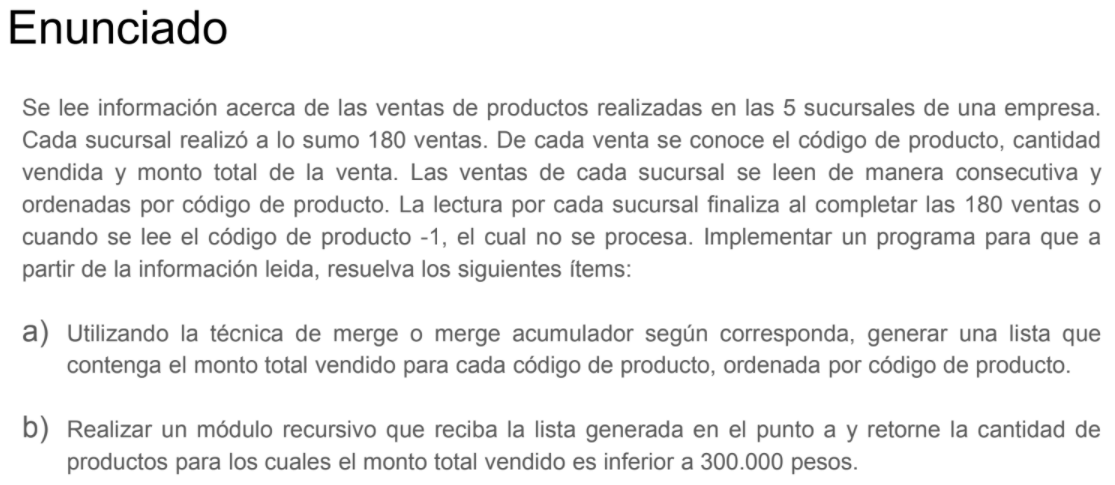 Enunciado
Se lee información acerca de las ventas de productos realizadas en las 5 sucursales de una empresa.
Cada sucursal realizó a lo sumo 180 ventas. De cada venta se conoce el código de producto, cantidad
vendida y monto total de la venta. Las ventas de cada sucursal se leen de manera consecutiva y
ordenadas por código de producto. La lectura por cada sucursal finaliza al completar las 180 ventas o
cuando se lee el código de producto -1, el cual no se procesa. Implementar un programa para que a
partir de la información leida, resuelva los siguientes ítems:
a) Utilizando la técnica de merge o merge acumulador según corresponda, generar una lista que
contenga el monto total vendido para cada código de producto, ordenada por código de producto.
b) Realizar un módulo recursivo que reciba la lista generada en el punto a y retorne la cantidad de
productos para los cuales el monto total vendido es inferior a 300.000 pesos.